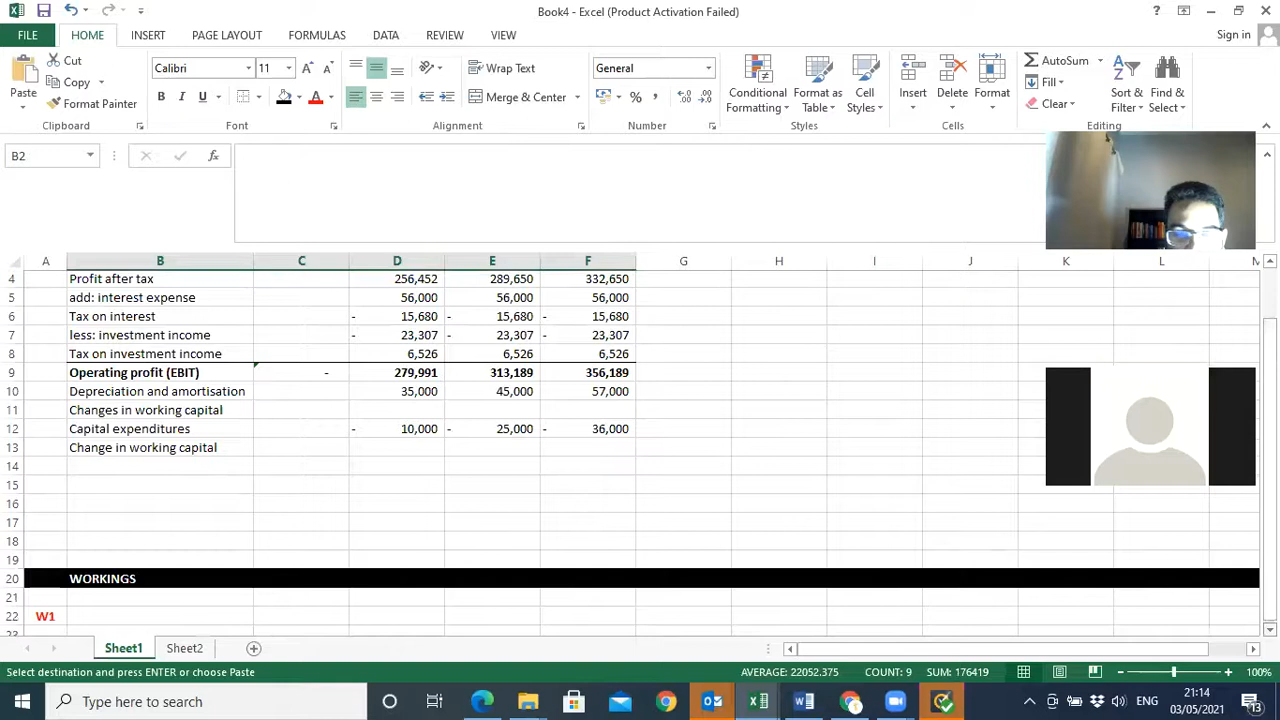 Book4 - Excel (Product Activation Failed)
FILE HOME INSERT PAGE LAYOUT FORMULAS DATA REVIEW VIEW Sign in
Paste Cut Copy Format Painter Clipboard
Calibri 11 B I U A Font
Wrap Text Merge & Center Alignment
General % , Number
Conditional Formatting Format as Table Cell Styles Styles
Insert Delete Format Cells
AutoSum Fill Clear Sort & Filter Find & Select Editing
B2 fx
A B C D E F G H I J K L M
4 Profit after tax 256,452 289,650 332,650
5 add: interest expense 56,000 56,000 56,000
6 Tax on interest - 15,680 - 15,680 - 15,680
7 less: investment income - 23,307 - 23,307 - 23,307
8 Tax on investment income 6,526 6,526 6,526
9 Operating profit (EBIT) - 279,991 313,189 356,189
10 Depreciation and amortisation 35,000 45,000 57,000
11 Changes in working capital
12 Capital expenditures - 10,000 - 25,000 - 36,000
13 Change in working capital
14
15
16
17
18
19
20 WORKINGS
21
22 W1
23
Sheet1 Sheet2
Select destination and press ENTER or choose Paste AVERAGE: 22052.375 COUNT: 9 SUM: 176419 100%
Type here to search ENG 21:14
03/05/2021 13